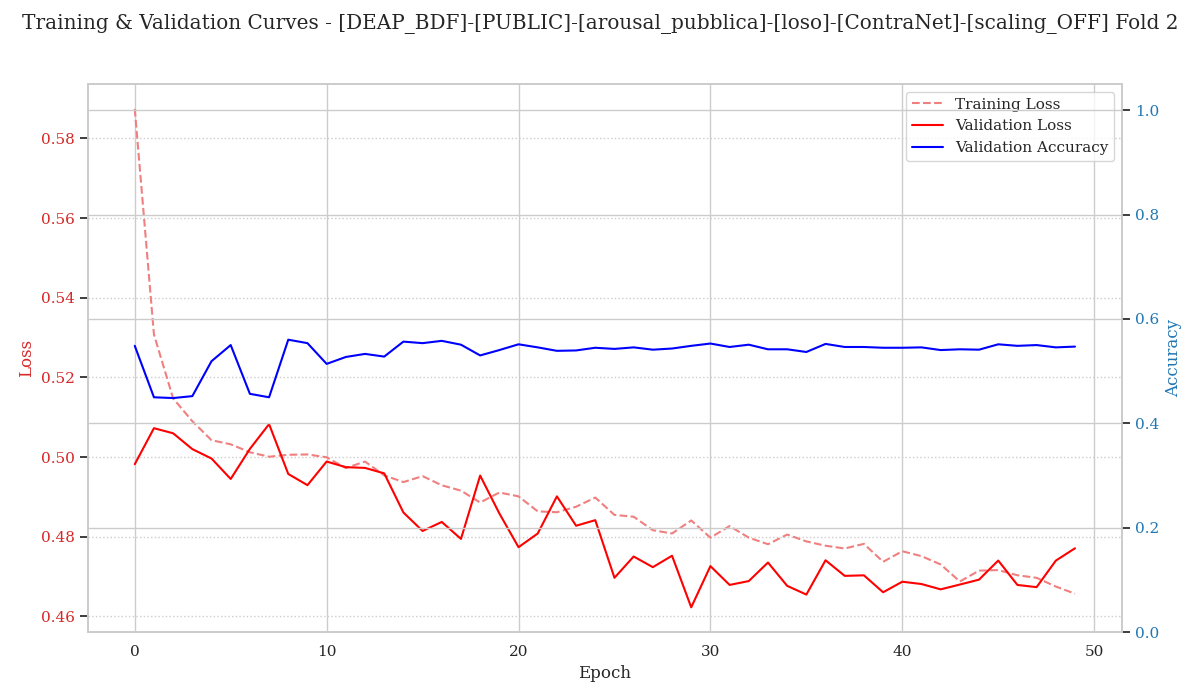 Training & Validation Curves - [DEAP_BDF]-[PUBLIC]-[arousal_pubblica]-[loso]-[ContraNet]-[scaling_OFF] Fold 2
Training Loss
Validation Loss
Validation Accuracy
Loss
0.58
0.56
0.54
0.52
0.50
0.48
0.46
1.0
0.8
0.6
0.4
0.2
0.0
Accuracy
0
10
20
30
40
50
Epoch